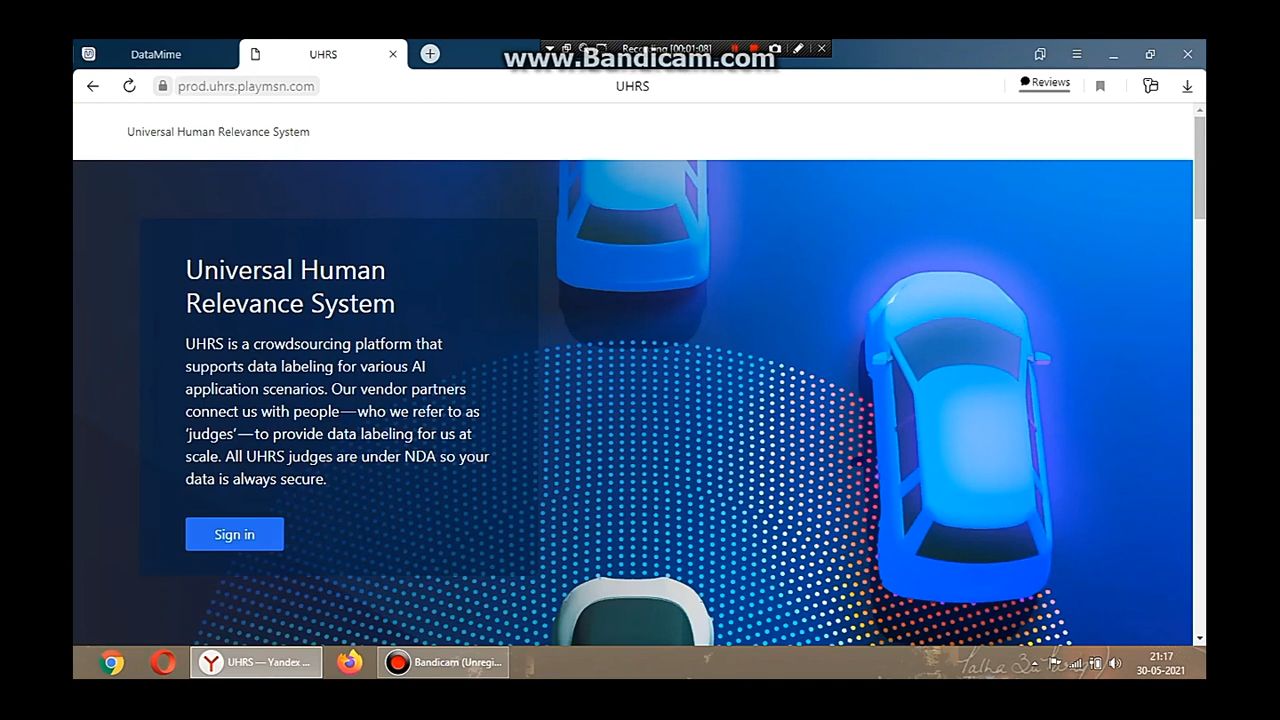 DataMime
UHRS
Recording [00:01:08]
www.Bandicam.com
prod.uhrs.playmsn.com
UHRS
Reviews
Universal Human Relevance System
Universal Human
Relevance System
UHRS is a crowdsourcing platform that
supports data labeling for various AI
application scenarios. Our vendor partners
connect us with people—who we refer to as
‘judges’—to provide data labeling for us at
scale. All UHRS judges are under NDA so your
data is always secure.
Sign in
UHRS — Yandex ...
Bandicam (Unregi...
21:17
30-05-2021